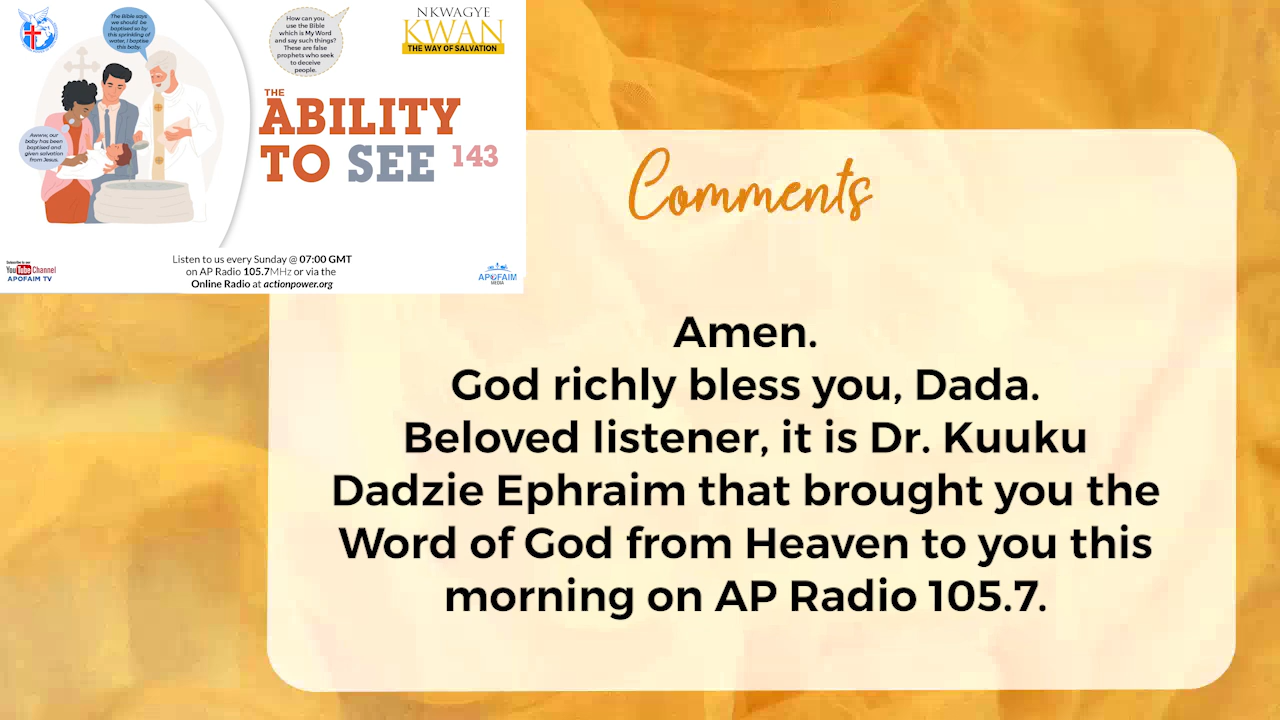 The Bible says
we should be
baptised so by
this sprinkling of
water, I baptise
this baby.
How can you
use the Bible
which is My Word
and say such things?
These are false
prophets who seek
to deceive
people.
NKWAGYE
KWAN
THE WAY OF SALVATION
Awww, our
baby has been
baptised and
given salvation
from Jesus.
THE
ABILITY
TO SEE 143
Listen to us every Sunday @ 07:00 GMT
on AP Radio 105.7MHz or via the
Online Radio at actionpower.org
Subscribe to our
YouTube Channel
APOFAIM TV
APOFAIM
MEDIA
Comments
Amen.
God richly bless you, Dada.
Beloved listener, it is Dr. Kuuku
Dadzie Ephraim that brought you the
Word of God from Heaven to you this
morning on AP Radio 105.7.